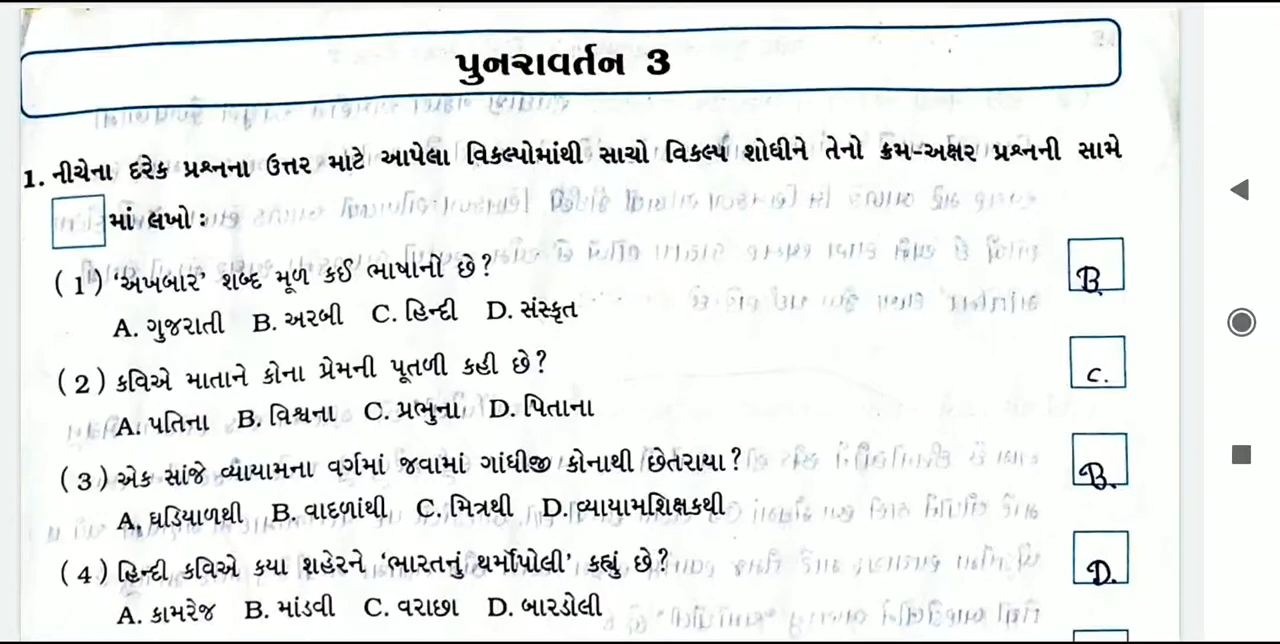 પુનરાવર્તન 3
1. નીચેના દરેક પ્રશ્નના ઉત્તર માટે આપેલા વિકલ્પોમાંથી સાચો વિકલ્પ શોધીને તેનો ક્રમ-અક્ષર પ્રશ્નની સામે
માં લખો :
(1) ‘અખબાર’ શબ્દ મૂળ કઈ ભાષાનો છે? B.
A. ગુજરાતી B. અરબી C. હિન્દી D. સંસ્કૃત
(2) કવિએ માતાને કોના પ્રેમની પૂતળી કહી છે? C.
A. પતિના B. વિશ્વના C. પ્રભુના D. પિતાના
(3) એક સાંજે વ્યાયામના વર્ગમાં જવામાં ગાંધીજી કોનાથી છેતરાયા? B.
A. ઘડિયાળથી B. વાદળાંથી C. મિત્રથી D. વ્યાયામશિક્ષકથી
(4) હિન્દી કવિએ કયા શહેરને ‘ભારતનું થર્મોપોલી’ કહ્યું છે? D.
A. કામરેજ B. માંડવી C. વરાછા D. બારડોલી